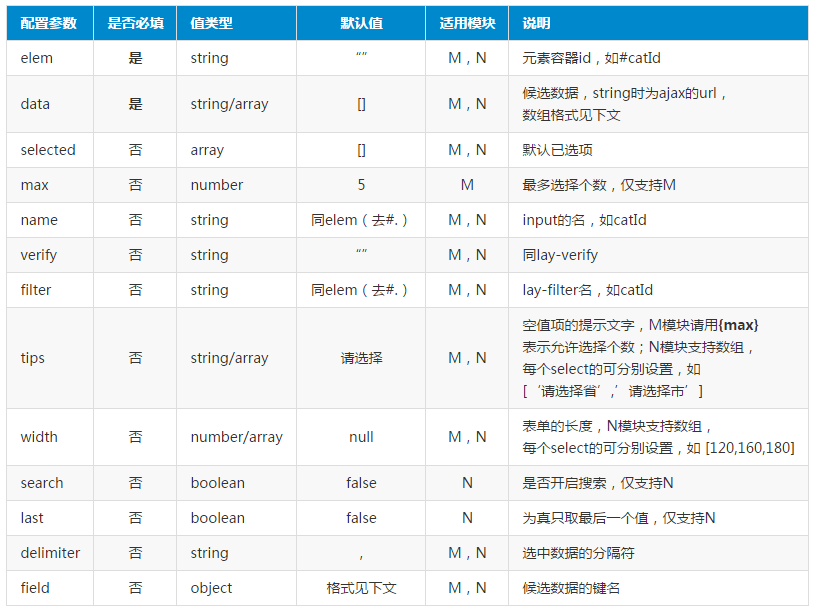 配置参数 是否必填 值类型 默认值 适用模块 说明
elem 是 string “” M，N 元素容器id，如#catId
data 是 string/array [] M，N 候选数据，string时为ajax的url，
数组格式见下文
selected 否 array [] M，N 默认已选项
max 否 number 5 M 最多选择个数，仅支持M
name 否 string 同elem（去#.） M，N input的名，如catId
verify 否 string “” M，N 同lay-verify
filter 否 string 同elem（去#.） M，N lay-filter名，如catId
tips 否 string/array 请选择 M，N 空值项的提示文字，M模块请用{max}
表示允许选择个数；N模块支持数组，
每个select的可分别设置，如
[‘请选择省’,’请选择市’]
width 否 number/array null M，N 表单的长度，N模块支持数组，
每个select的可分别设置，如 [120,160,180]
search 否 boolean false N 是否开启搜索，仅支持N
last 否 boolean false N 为真只取最后一个值，仅支持N
delimiter 否 string , M，N 选中数据的分隔符
field 否 object 格式见下文 M，N 候选数据的键名